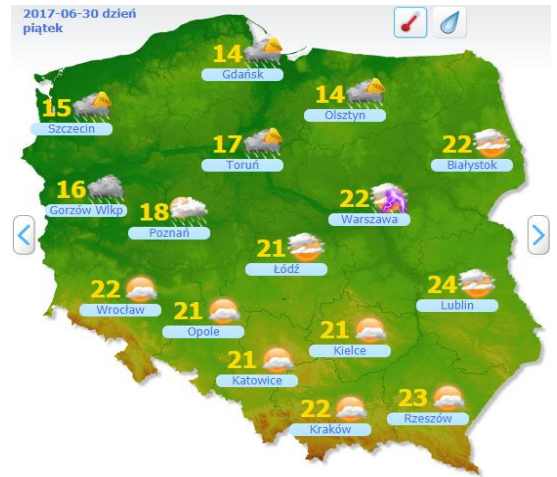 2017-06-30 dzień
piątek
14
Gdańsk
14
Olsztyn
15
Szczecin
17
Toruń
22
Białystok
16
Gorzów Wlkp
18
Poznań
22
Warszawa
21
Łódź
24
Lublin
22
Wrocław
21
Opole
21
Kielce
21
Katowice
22
Kraków
23
Rzeszów